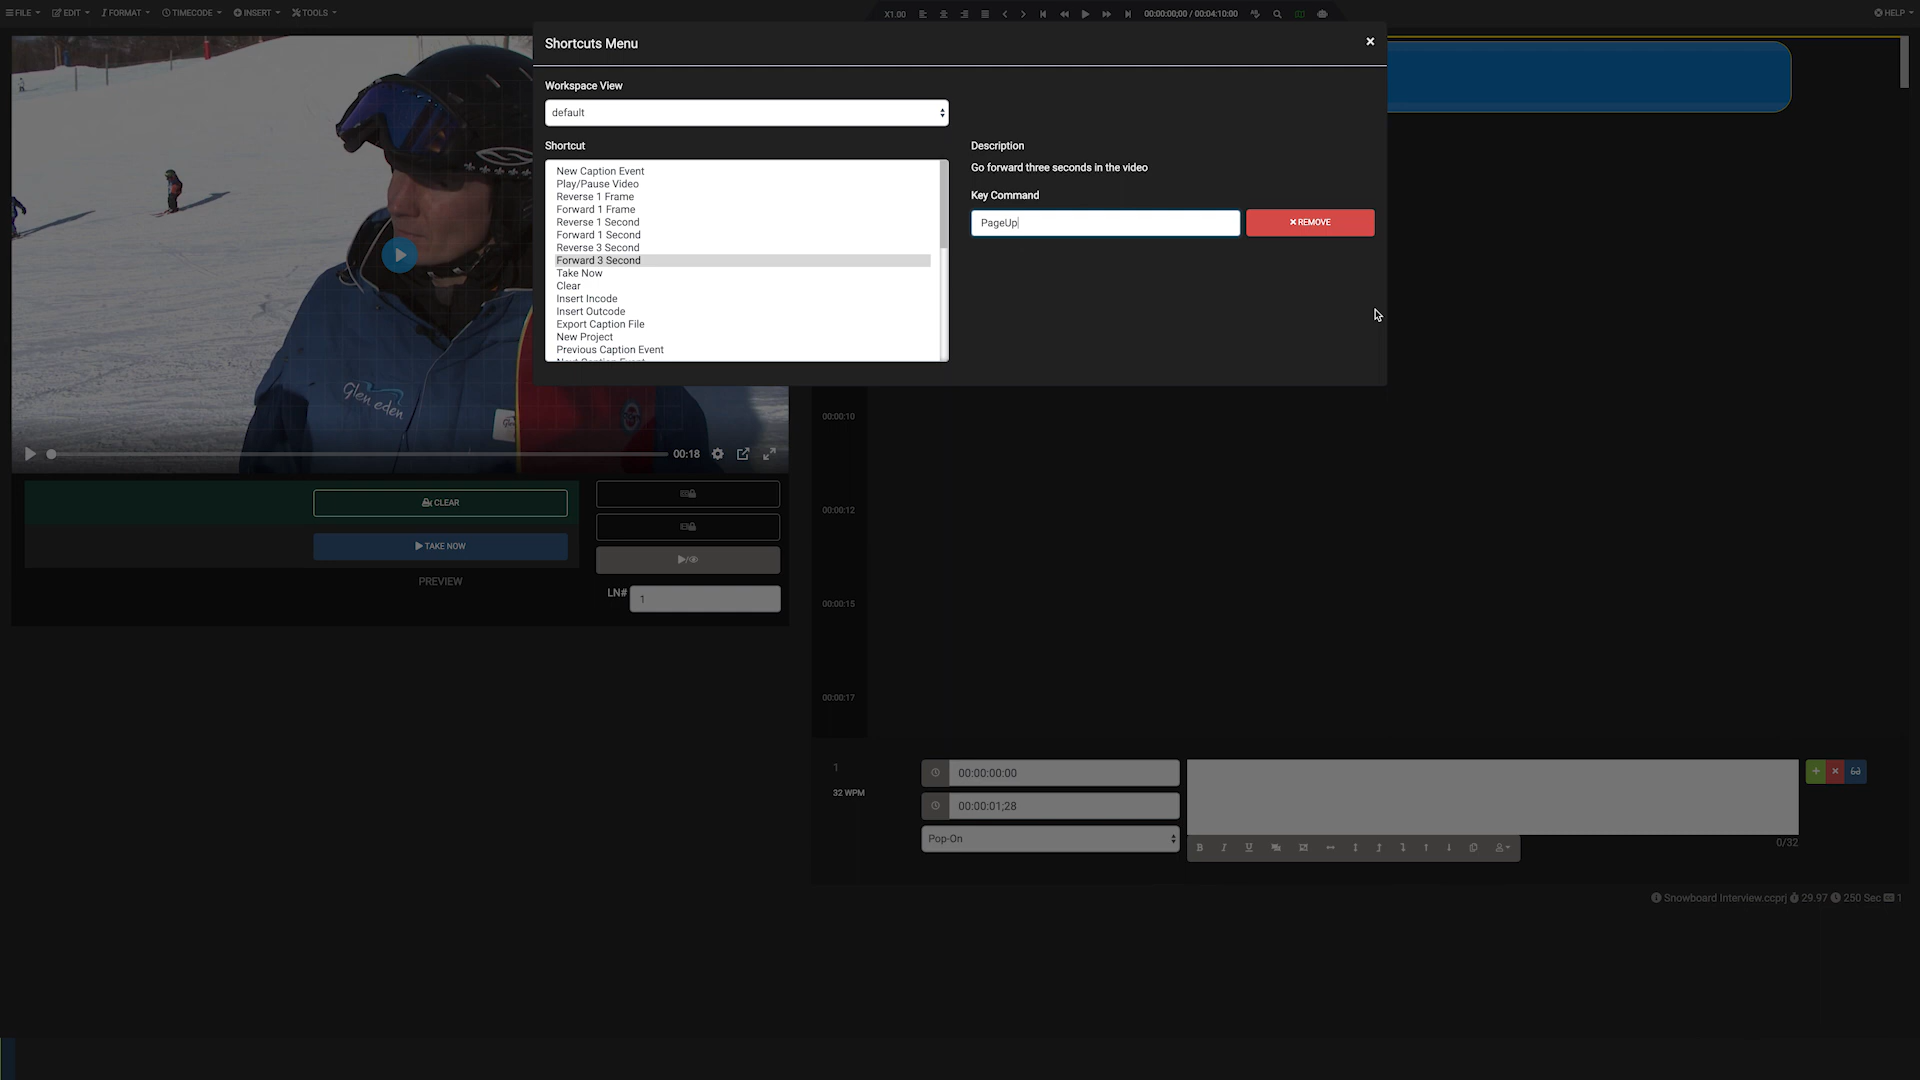 FILE EDIT FORMAT TIMECODE INSERT TOOLS X1.00 00:00:00;00 / 00:04:10:00 HELP
Shortcuts Menu
Workspace View
default
Shortcut
New Caption Event
Play/Pause Video
Reverse 1 Frame
Forward 1 Frame
Reverse 1 Second
Forward 1 Second
Reverse 3 Second
Forward 3 Second
Take Now
Clear
Insert Incode
Insert Outcode
Export Caption File
New Project
Previous Caption Event
Next Caption Event
Description
Go forward three seconds in the video
Key Command
PageUp
REMOVE
Glen eden
00:18
CLEAR
TAKE NOW
PREVIEW
LN# 1
00:00:10
00:00:12
00:00:15
00:00:17
1
32 WPM
00:00:00:00
00:00:01;28
Pop-On
B I U
0/32
Snowboard Interview.ccprj 29.97 250 Sec 1